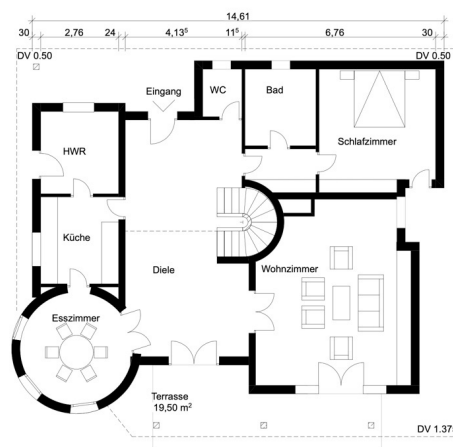 14,61
30 2,76 24 4,13⁵ 11⁵ 6,76 30
DV 0.50 DV 0.50
Eingang WC Bad
Schlafzimmer
HWR
Küche
Diele Wohnzimmer
Esszimmer
Terrasse
19,50 m²
DV 1.37